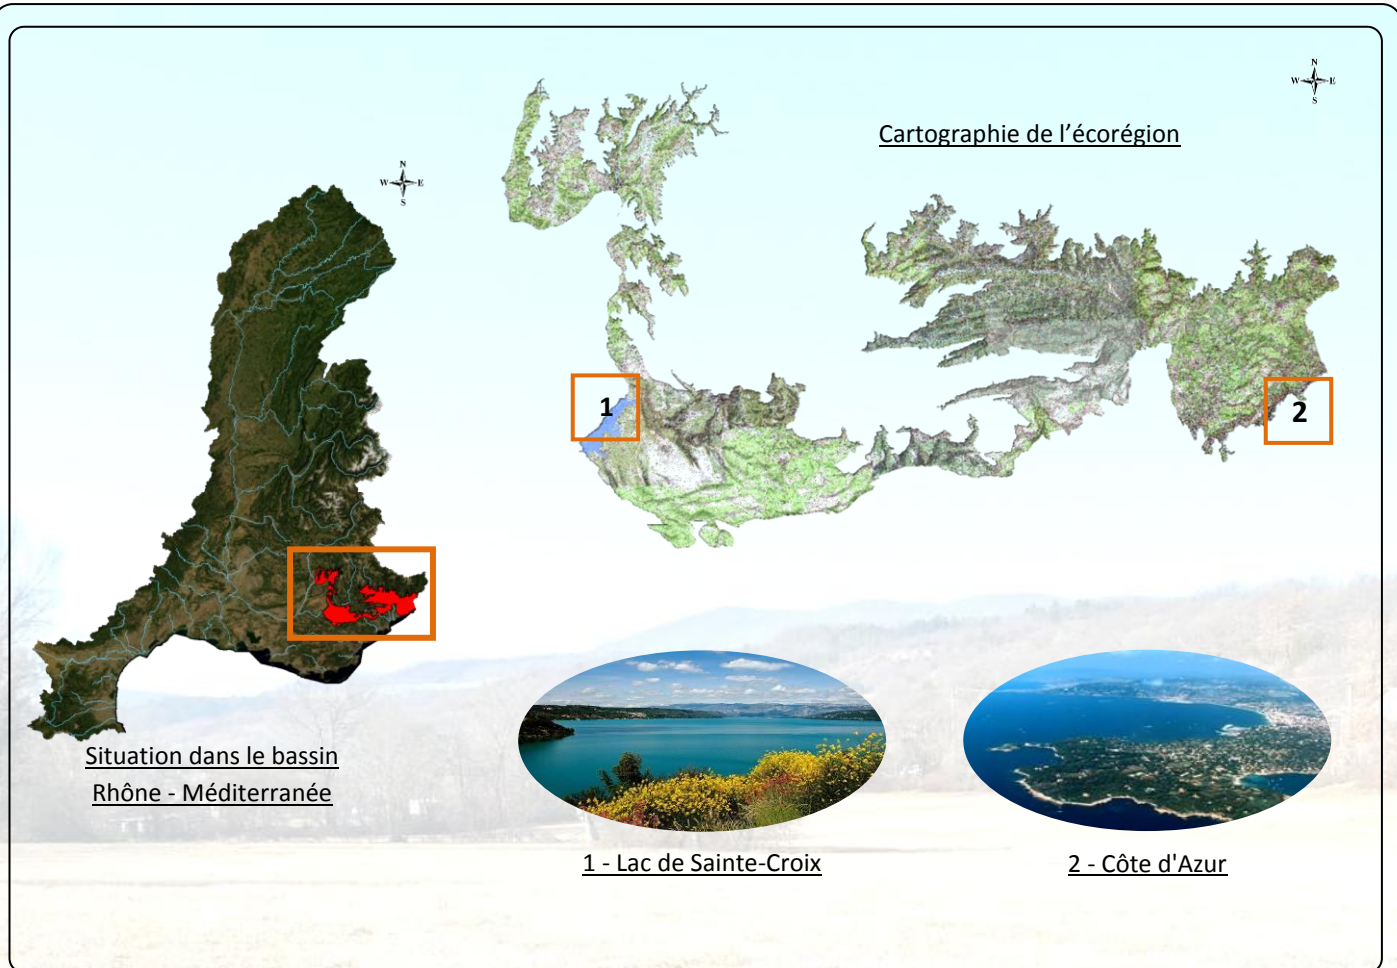 N
W E
S
Cartographie de l'écorégion
N
W E
S
1
2
Situation dans le bassin
Rhône - Méditerranée
1 - Lac de Sainte-Croix
2 - Côte d'Azur